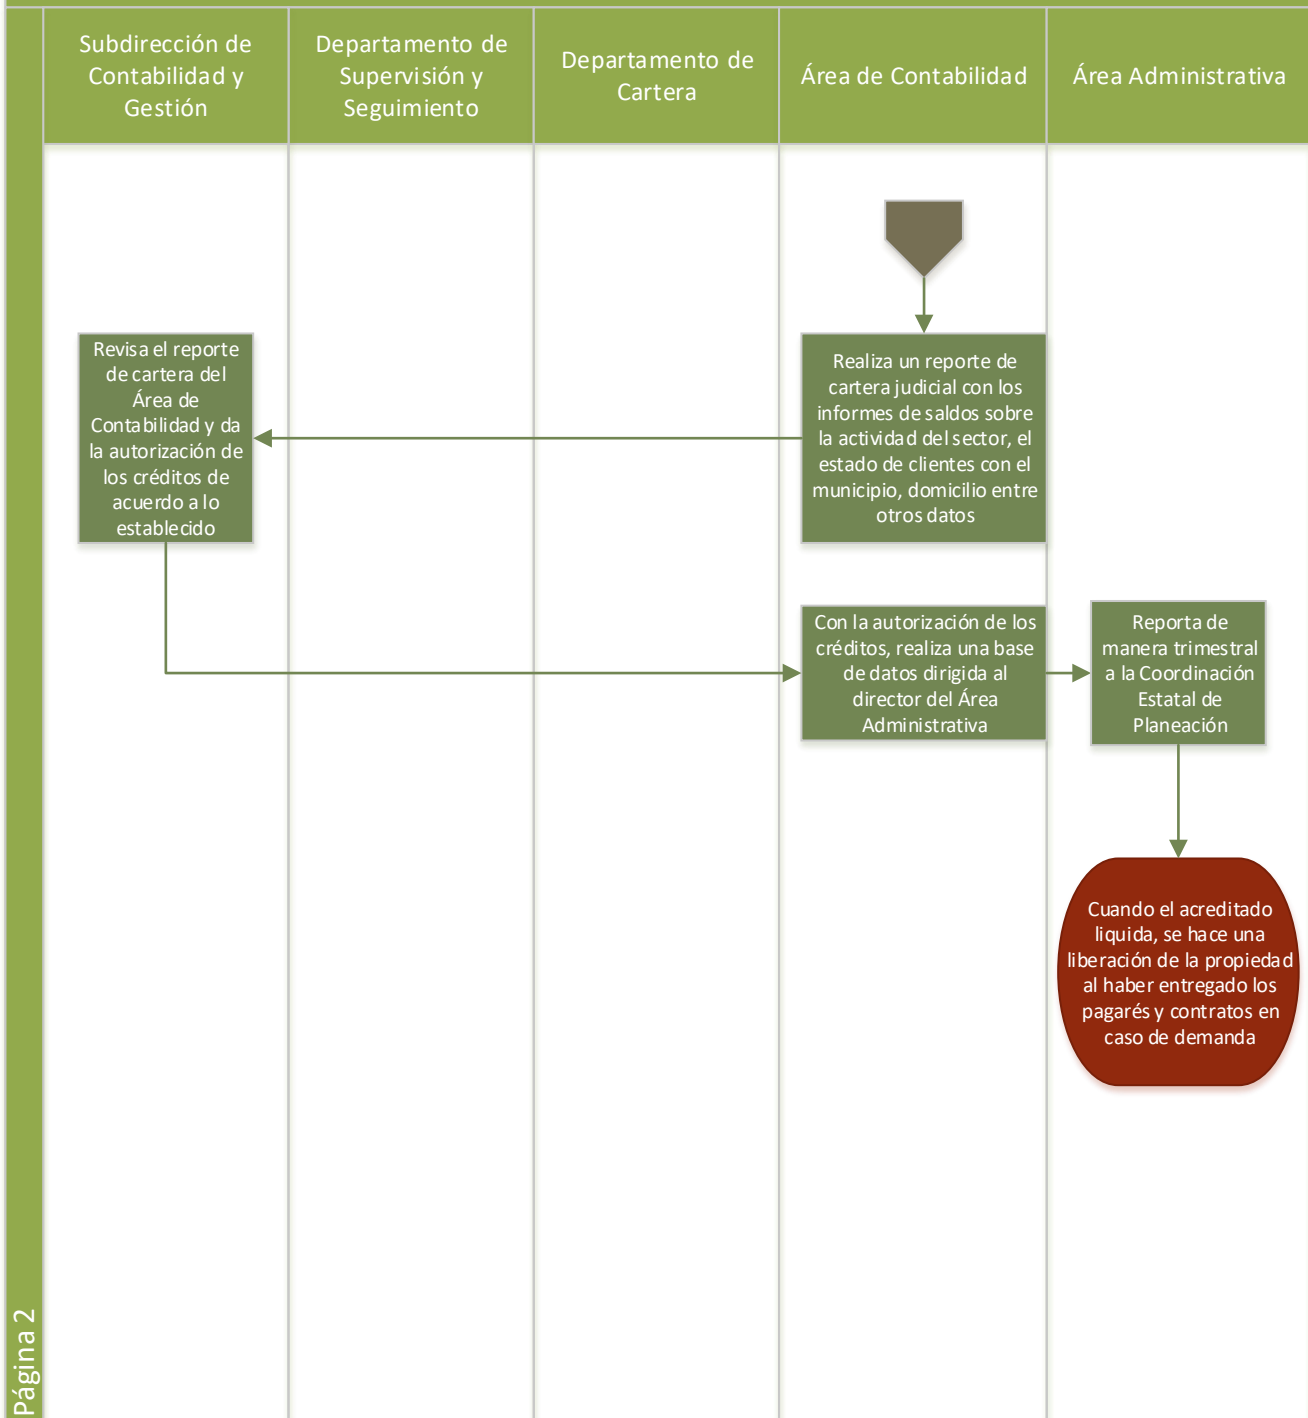 Subdirección de
Contabilidad y
Gestión
Departamento de
Supervisión y
Seguimiento
Departamento de
Cartera
Área de Contabilidad
Área Administrativa
Revisa el reporte
de cartera del
Área de
Contabilidad y da
la autorización de
los créditos de
acuerdo a lo
establecido
Realiza un reporte de
cartera judicial con los
informes de saldos sobre
la actividad del sector, el
estado de clientes con el
municipio, domicilio entre
otros datos
Con la autorización de los
créditos, realiza una base
de datos dirigida al
director del Área
Administrativa
Reporta de
manera trimestral
a la Coordinación
Estatal de
Planeación
Cuando el acreditado
liquida, se hace una
liberación de la propiedad
al haber entregado los
pagarés y contratos en
caso de demanda
Página 2